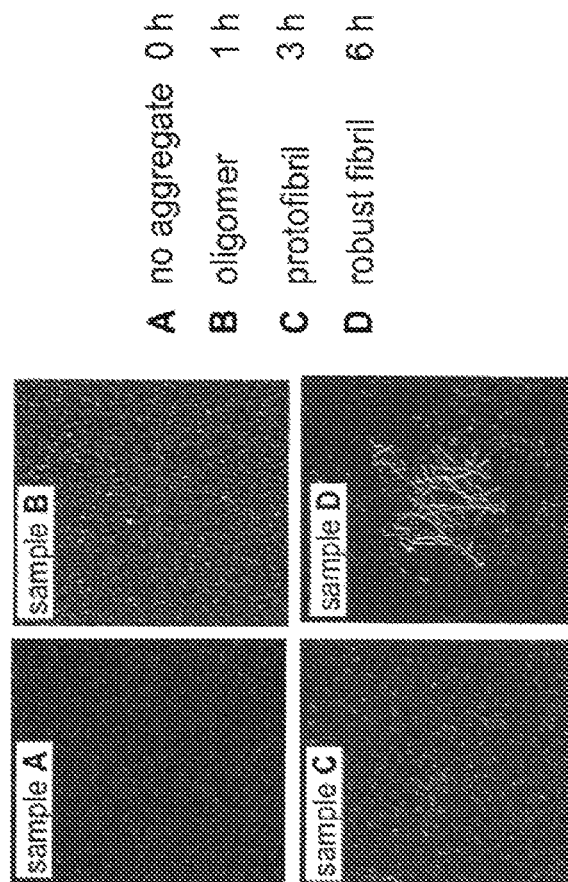 sample A
sample B
sample C
sample D
A no aggregate 0 h
B oligomer 1 h
C protofibril 3 h
D robust fibril 6 h